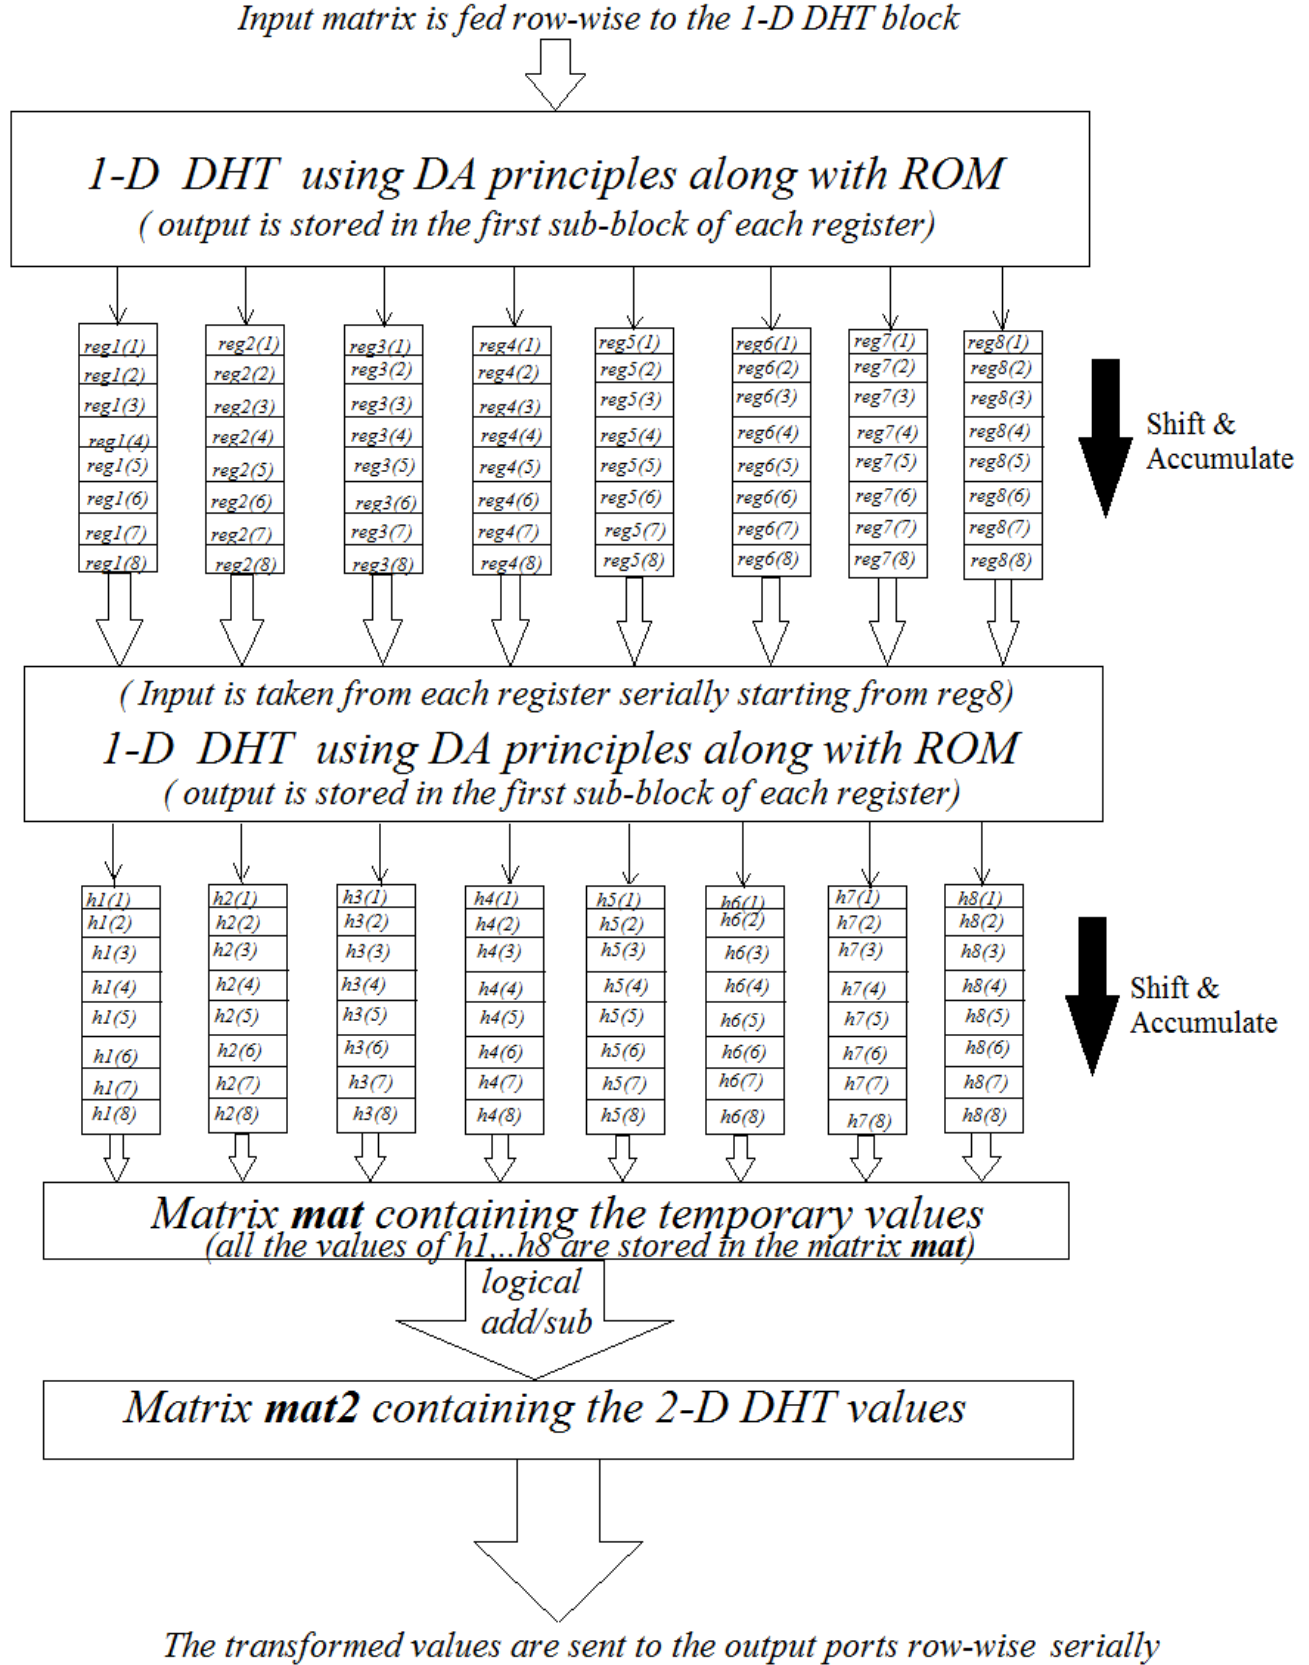 Input matrix is fed row-wise to the 1-D DHT block
1-D DHT using DA principles along with ROM
( output is stored in the first sub-block of each register)
reg1(1) reg2(1) reg3(1) reg4(1) reg5(1) reg6(1) reg7(1) reg8(1)
reg1(2) reg2(2) reg3(2) reg4(2) reg5(2) reg6(2) reg7(2) reg8(2)
reg1(3) reg2(3) reg3(3) reg4(3) reg5(3) reg6(3) reg7(3) reg8(3)
reg1(4) reg2(4) reg3(4) reg4(4) reg5(4) reg6(4) reg7(4) reg8(4)
reg1(5) reg2(5) reg3(5) reg4(5) reg5(5) reg6(5) reg7(5) reg8(5)
reg1(6) reg2(6) reg3(6) reg4(6) reg5(6) reg6(6) reg7(6) reg8(6)
reg1(7) reg2(7) reg3(7) reg4(7) reg5(7) reg6(7) reg7(7) reg8(7)
reg1(8) reg2(8) reg3(8) reg4(8) reg5(8) reg6(8) reg7(8) reg8(8)
Shift &
Accumulate
( Input is taken from each register serially starting from reg8)
1-D DHT using DA principles along with ROM
( output is stored in the first sub-block of each register)
h1(1) h2(1) h3(1) h4(1) h5(1) h6(1) h7(1) h8(1)
h1(2) h2(2) h3(2) h4(2) h5(2) h6(2) h7(2) h8(2)
h1(3) h2(3) h3(3) h4(3) h5(3) h6(3) h7(3) h8(3)
h1(4) h2(4) h3(4) h4(4) h5(4) h6(4) h7(4) h8(4)
h1(5) h2(5) h3(5) h4(5) h5(5) h6(5) h7(5) h8(5)
h1(6) h2(6) h3(6) h4(6) h5(6) h6(6) h7(6) h8(6)
h1(7) h2(7) h3(7) h4(7) h5(7) h6(7) h7(7) h8(7)
h1(8) h2(8) h3(8) h4(8) h5(8) h6(8) h7(8) h8(8)
Shift &
Accumulate
Matrix mat containing the temporary values
(all the values of h1,..h8 are stored in the matrix mat)
logical
add/sub
Matrix mat2 containing the 2-D DHT values
The transformed values are sent to the output ports row-wise serially